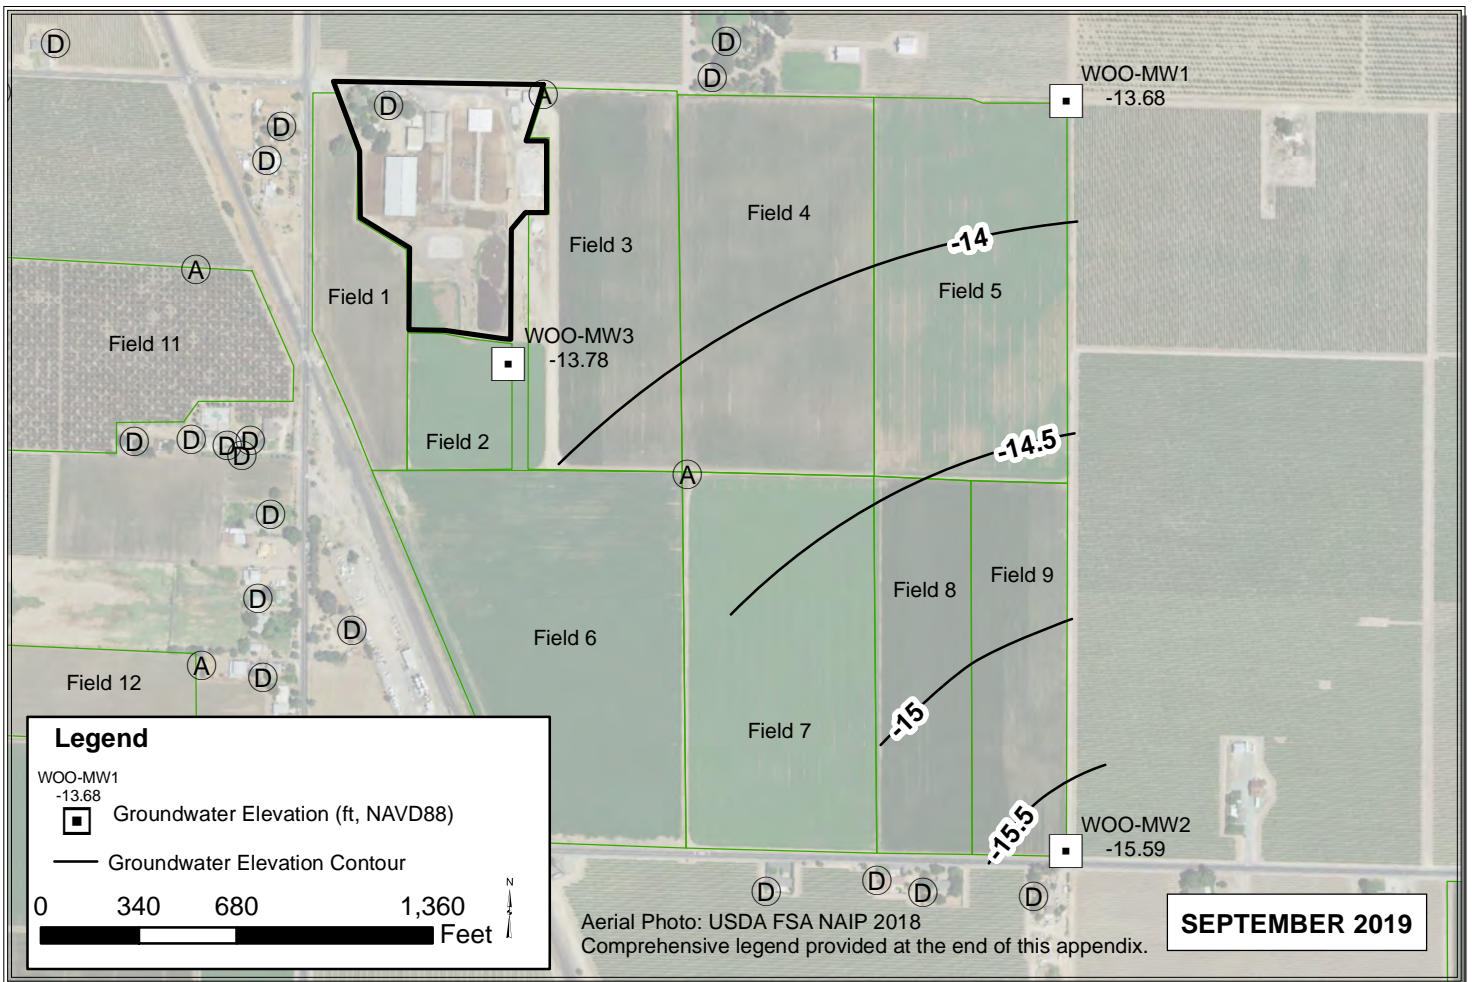 D
D
D
WOO-MW1
-13.68
D
A
D
D
Field 4
-14
Field 3
A
Field 5
Field 1
WOO-MW3
-13.78
Field 11
D
D
D
D
D
Field 2
-14.5
A
D
Field 9
Field 8
D
D
Field 6
A
D
Field 12
-15
Field 7
-15.5
WOO-MW2
-15.59
D
D
D
D
Legend
WOO-MW1
-13.68
Groundwater Elevation (ft, NAVD88)
Groundwater Elevation Contour
0 340 680 1,360
Feet
N
Aerial Photo: USDA FSA NAIP 2018
Comprehensive legend provided at the end of this appendix.
SEPTEMBER 2019